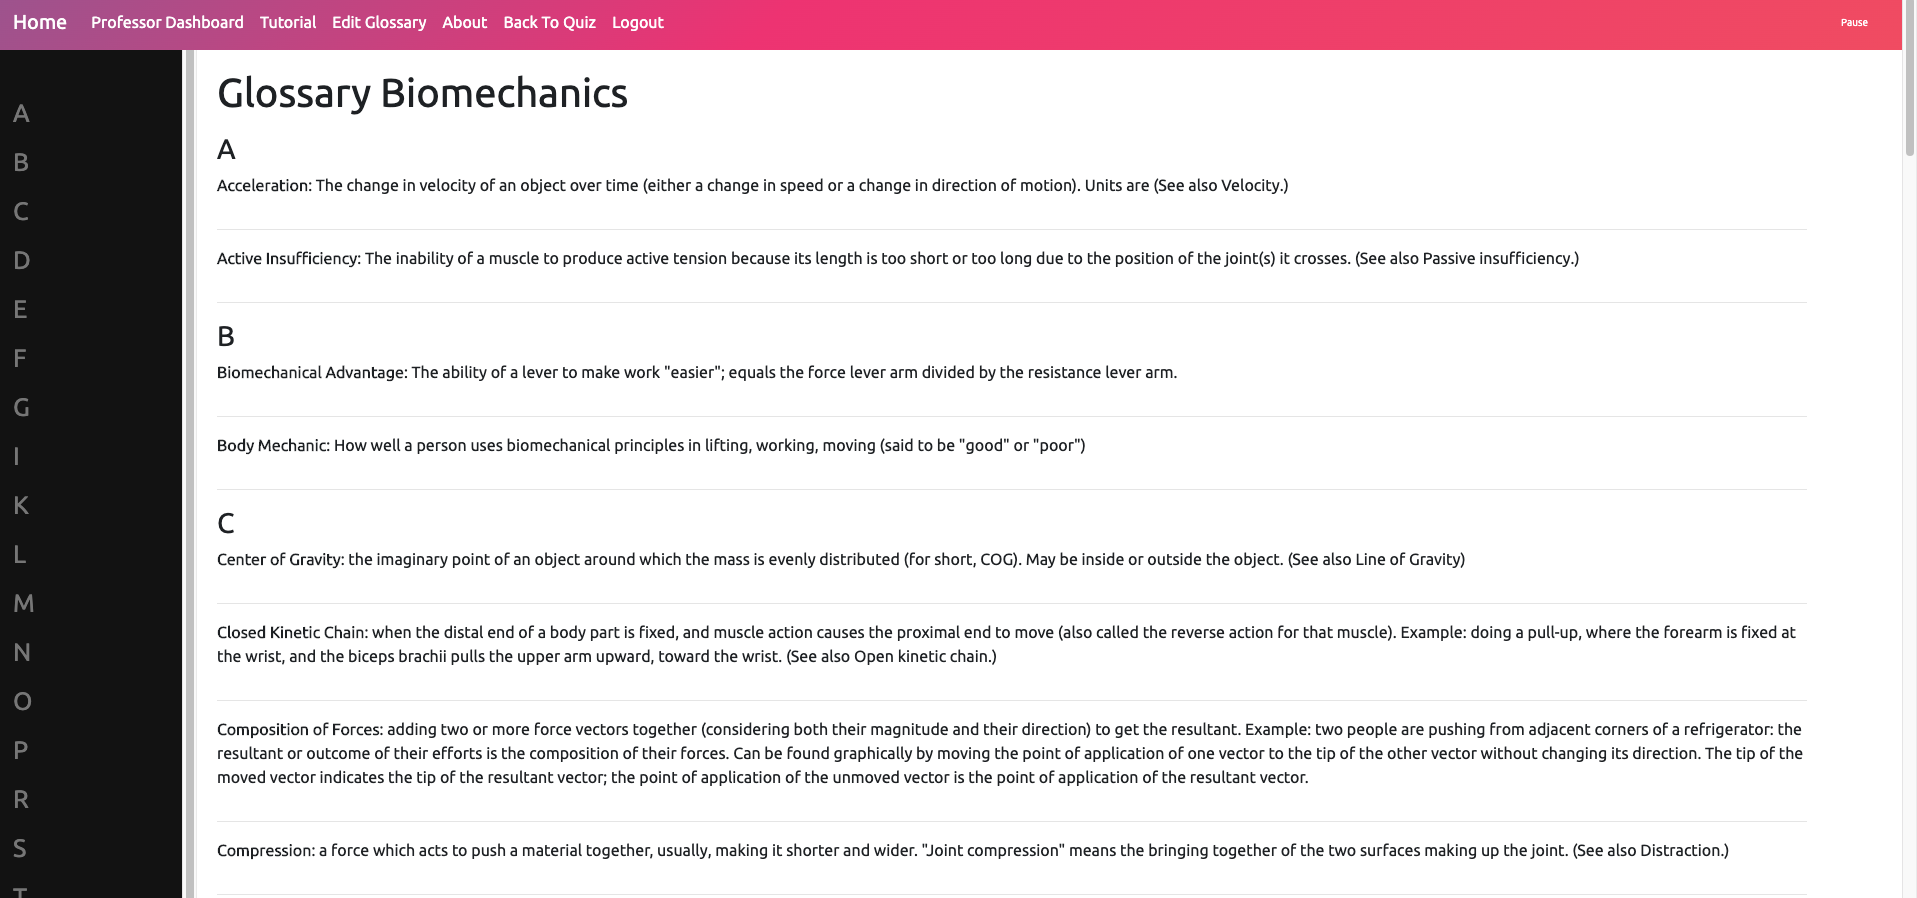 Home Professor Dashboard Tutorial Edit Glossary About Back To Quiz Logout Pause
A
B
C
D
E
F
G
I
K
L
M
N
O
P
R
S
T
Glossary Biomechanics
A
Acceleration: The change in velocity of an object over time (either a change in speed or a change in direction of motion). Units are (See also Velocity.)
Active Insufficiency: The inability of a muscle to produce active tension because its length is too short or too long due to the position of the joint(s) it crosses. (See also Passive insufficiency.)
B
Biomechanical Advantage: The ability of a lever to make work "easier"; equals the force lever arm divided by the resistance lever arm.
Body Mechanic: How well a person uses biomechanical principles in lifting, working, moving (said to be "good" or "poor")
C
Center of Gravity: the imaginary point of an object around which the mass is evenly distributed (for short, COG). May be inside or outside the object. (See also Line of Gravity)
Closed Kinetic Chain: when the distal end of a body part is fixed, and muscle action causes the proximal end to move (also called the reverse action for that muscle). Example: doing a pull-up, where the forearm is fixed at
the wrist, and the biceps brachii pulls the upper arm upward, toward the wrist. (See also Open kinetic chain.)
Composition of Forces: adding two or more force vectors together (considering both their magnitude and their direction) to get the resultant. Example: two people are pushing from adjacent corners of a refrigerator: the
resultant or outcome of their efforts is the composition of their forces. Can be found graphically by moving the point of application of one vector to the tip of the other vector without changing its direction. The tip of the
moved vector indicates the tip of the resultant vector; the point of application of the unmoved vector is the point of application of the resultant vector.
Compression: a force which acts to push a material together, usually, making it shorter and wider. "Joint compression" means the bringing together of the two surfaces making up the joint. (See also Distraction.)